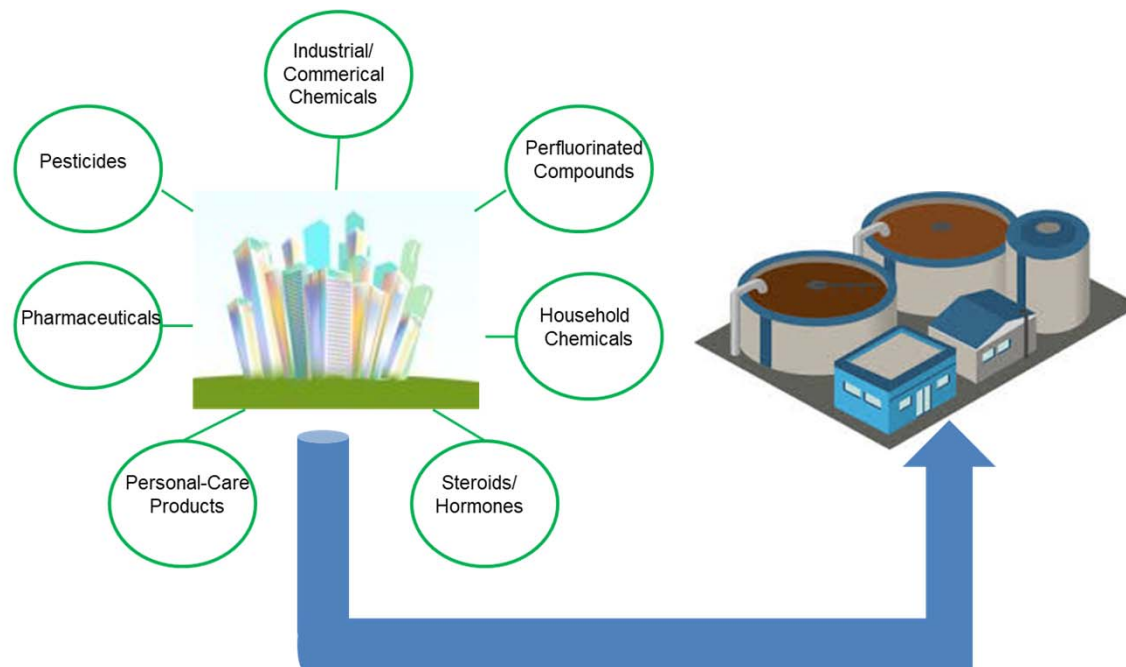 Industrial/
Commerical
Chemicals
Pesticides
Perfluorinated
Compounds
Pharmaceuticals
Household
Chemicals
Personal-Care
Products
Steroids/
Hormones